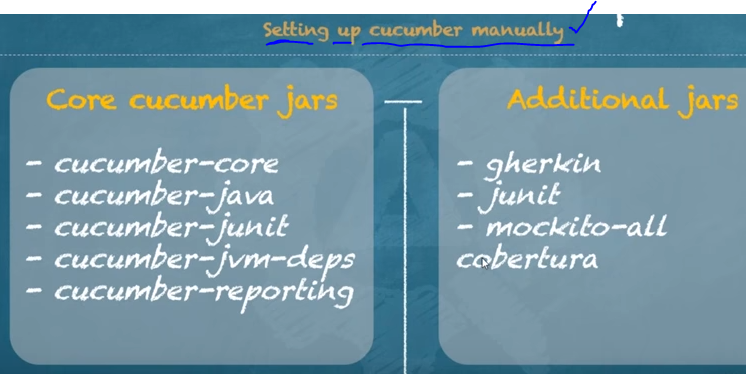 Setting up cucumber manually
Core cucumber jars
- cucumber-core
- cucumber-java
- cucumber-junit
- cucumber-jvm-deps
- cucumber-reporting
Additional jars
- gherkin
- junit
- mockito-all
cobertura